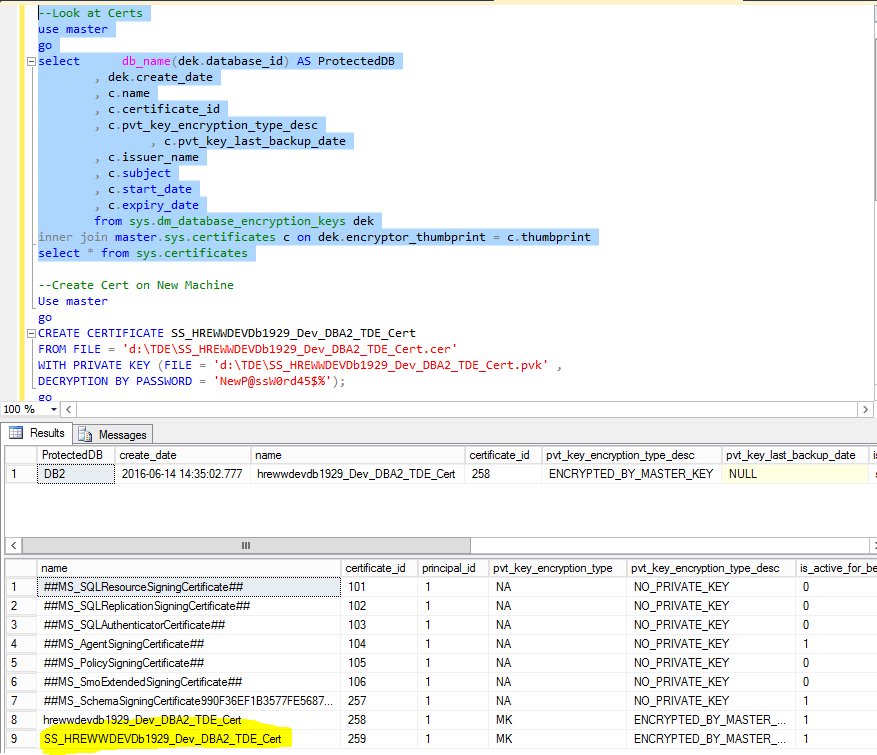 --Look at Certs
use master
go
select db_name(dek.database_id) AS ProtectedDB
, dek.create_date
, c.name
, c.certificate_id
, c.pvt_key_encryption_type_desc
, c.pvt_key_last_backup_date
, c.issuer_name
, c.subject
, c.start_date
, c.expiry_date
from sys.dm_database_encryption_keys dek
inner join master.sys.certificates c on dek.encryptor_thumbprint = c.thumbprint
select * from sys.certificates
--Create Cert on New Machine
Use master
go
CREATE CERTIFICATE SS_HREWWDEVDb1929_Dev_DBA2_TDE_Cert
FROM FILE = 'd:\TDE\SS_HREWWDEVDb1929_Dev_DBA2_TDE_Cert.cer'
WITH PRIVATE KEY (FILE = 'd:\TDE\SS_HREWWDEVDb1929_Dev_DBA2_TDE_Cert.pvk' ,
DECRYPTION BY PASSWORD = 'NewP@ssW0rd45$%');
go
100 %
Results Messages
ProtectedDB create_date name certificate_id pvt_key_encryption_type_desc pvt_key_last_backup_date
1 DB2 2016-06-14 14:35:02.777 hrewwdevdb1929_Dev_DBA2_TDE_Cert 258 ENCRYPTED_BY_MASTER_KEY NULL
name certificate_id principal_id pvt_key_encryption_type pvt_key_encryption_type_desc is_active_for_be
1 ##MS_SQLResourceSigningCertificate## 101 1 NA NO_PRIVATE_KEY 0
2 ##MS_SQLReplicationSigningCertificate## 102 1 NA NO_PRIVATE_KEY 0
3 ##MS_SQLAuthenticatorCertificate## 103 1 NA NO_PRIVATE_KEY 0
4 ##MS_AgentSigningCertificate## 104 1 NA NO_PRIVATE_KEY 1
5 ##MS_PolicySigningCertificate## 105 1 NA NO_PRIVATE_KEY 0
6 ##MS_SmoExtendedSigningCertificate## 106 1 NA NO_PRIVATE_KEY 0
7 ##MS_SchemaSigningCertificate990F36EF1B3577FE5687... 257 1 NA NO_PRIVATE_KEY 1
8 hrewwdevdb1929_Dev_DBA2_TDE_Cert 258 1 MK ENCRYPTED_BY_MASTER_... 1
9 SS_HREWWDEVDb1929_Dev_DBA2_TDE_Cert 259 1 MK ENCRYPTED_BY_MASTER_... 1